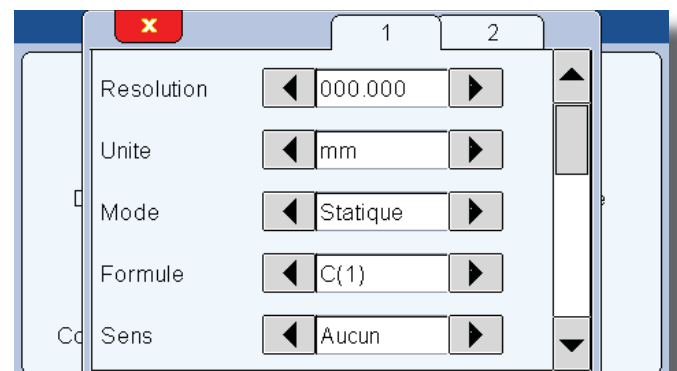 x
1 2
Resolution 000.000
Unite mm
Mode Statique
Formule C(1)
Sens Aucun